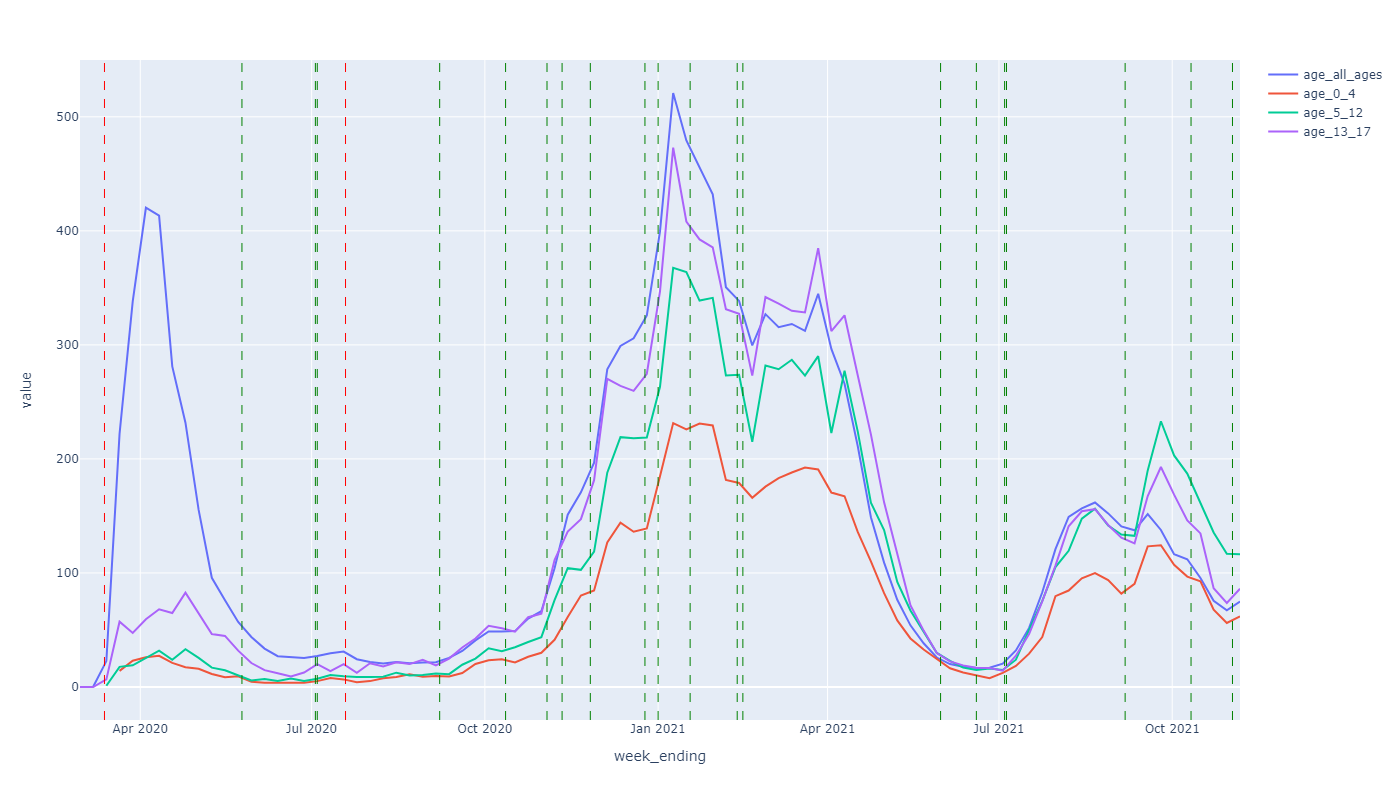 age_all_ages
age_0_4
age_5_12
age_13_17
500
400
300
200
100
0
value
Apr 2020
Jul 2020
Oct 2020
Jan 2021
Apr 2021
Jul 2021
Oct 2021
week_ending